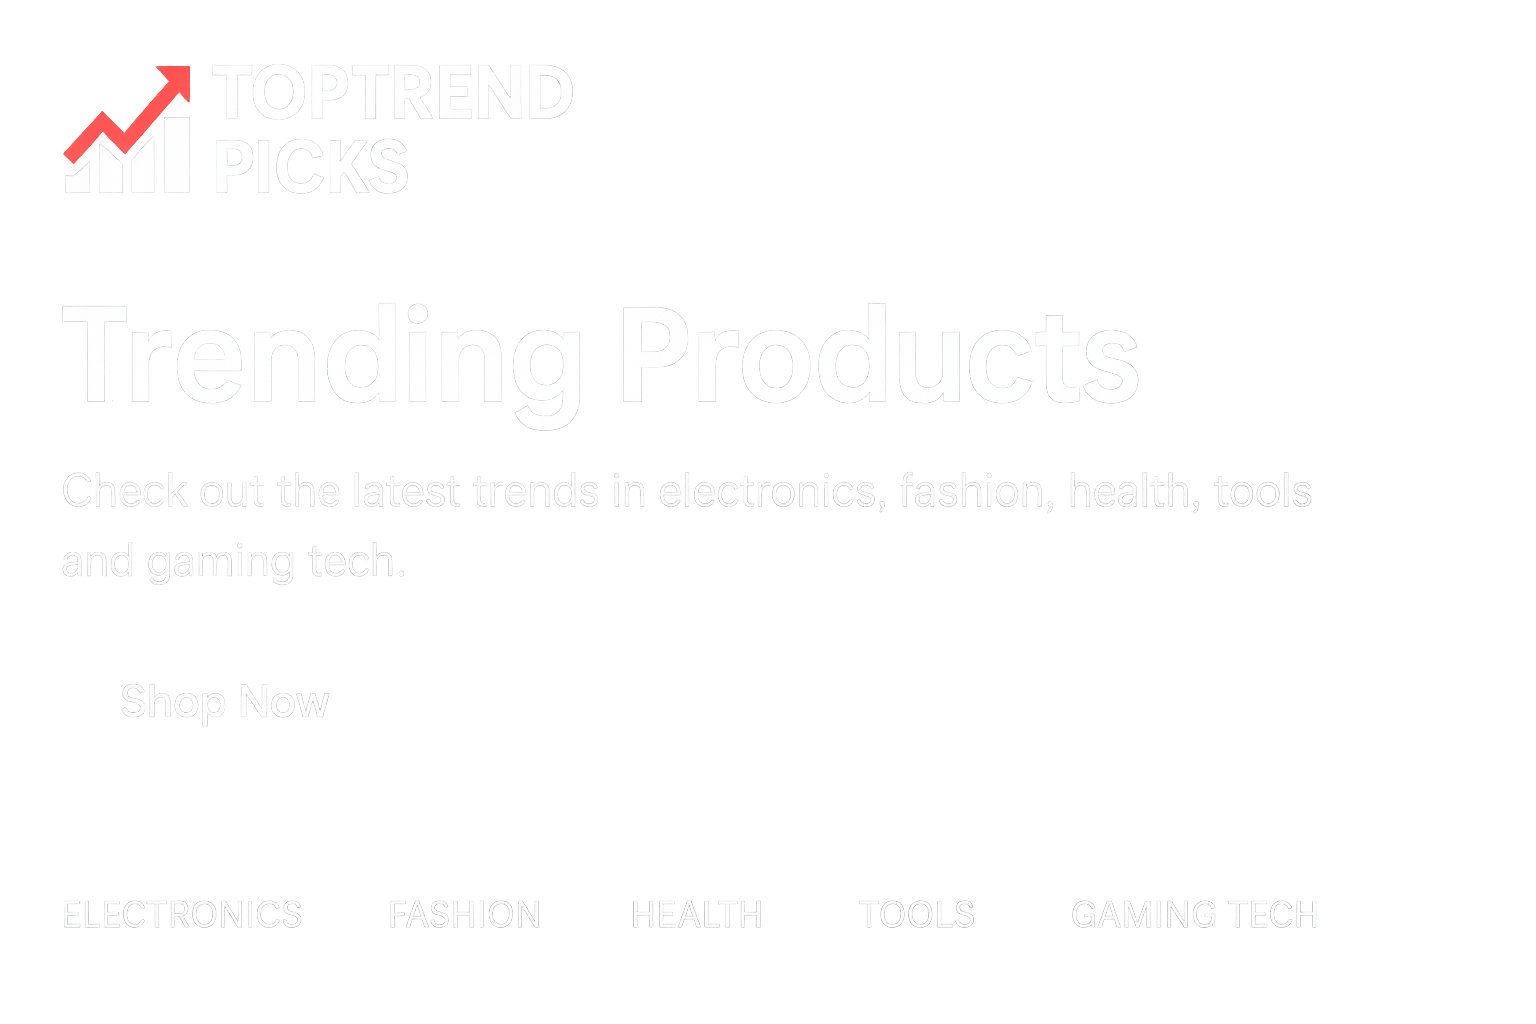 TOPTREND
PICKS
Trending Products
Check out the latest trends in electronics, fashion, health, tools
and gaming tech.
Shop Now
ELECTRONICS FASHION HEALTH TOOLS GAMING TECH